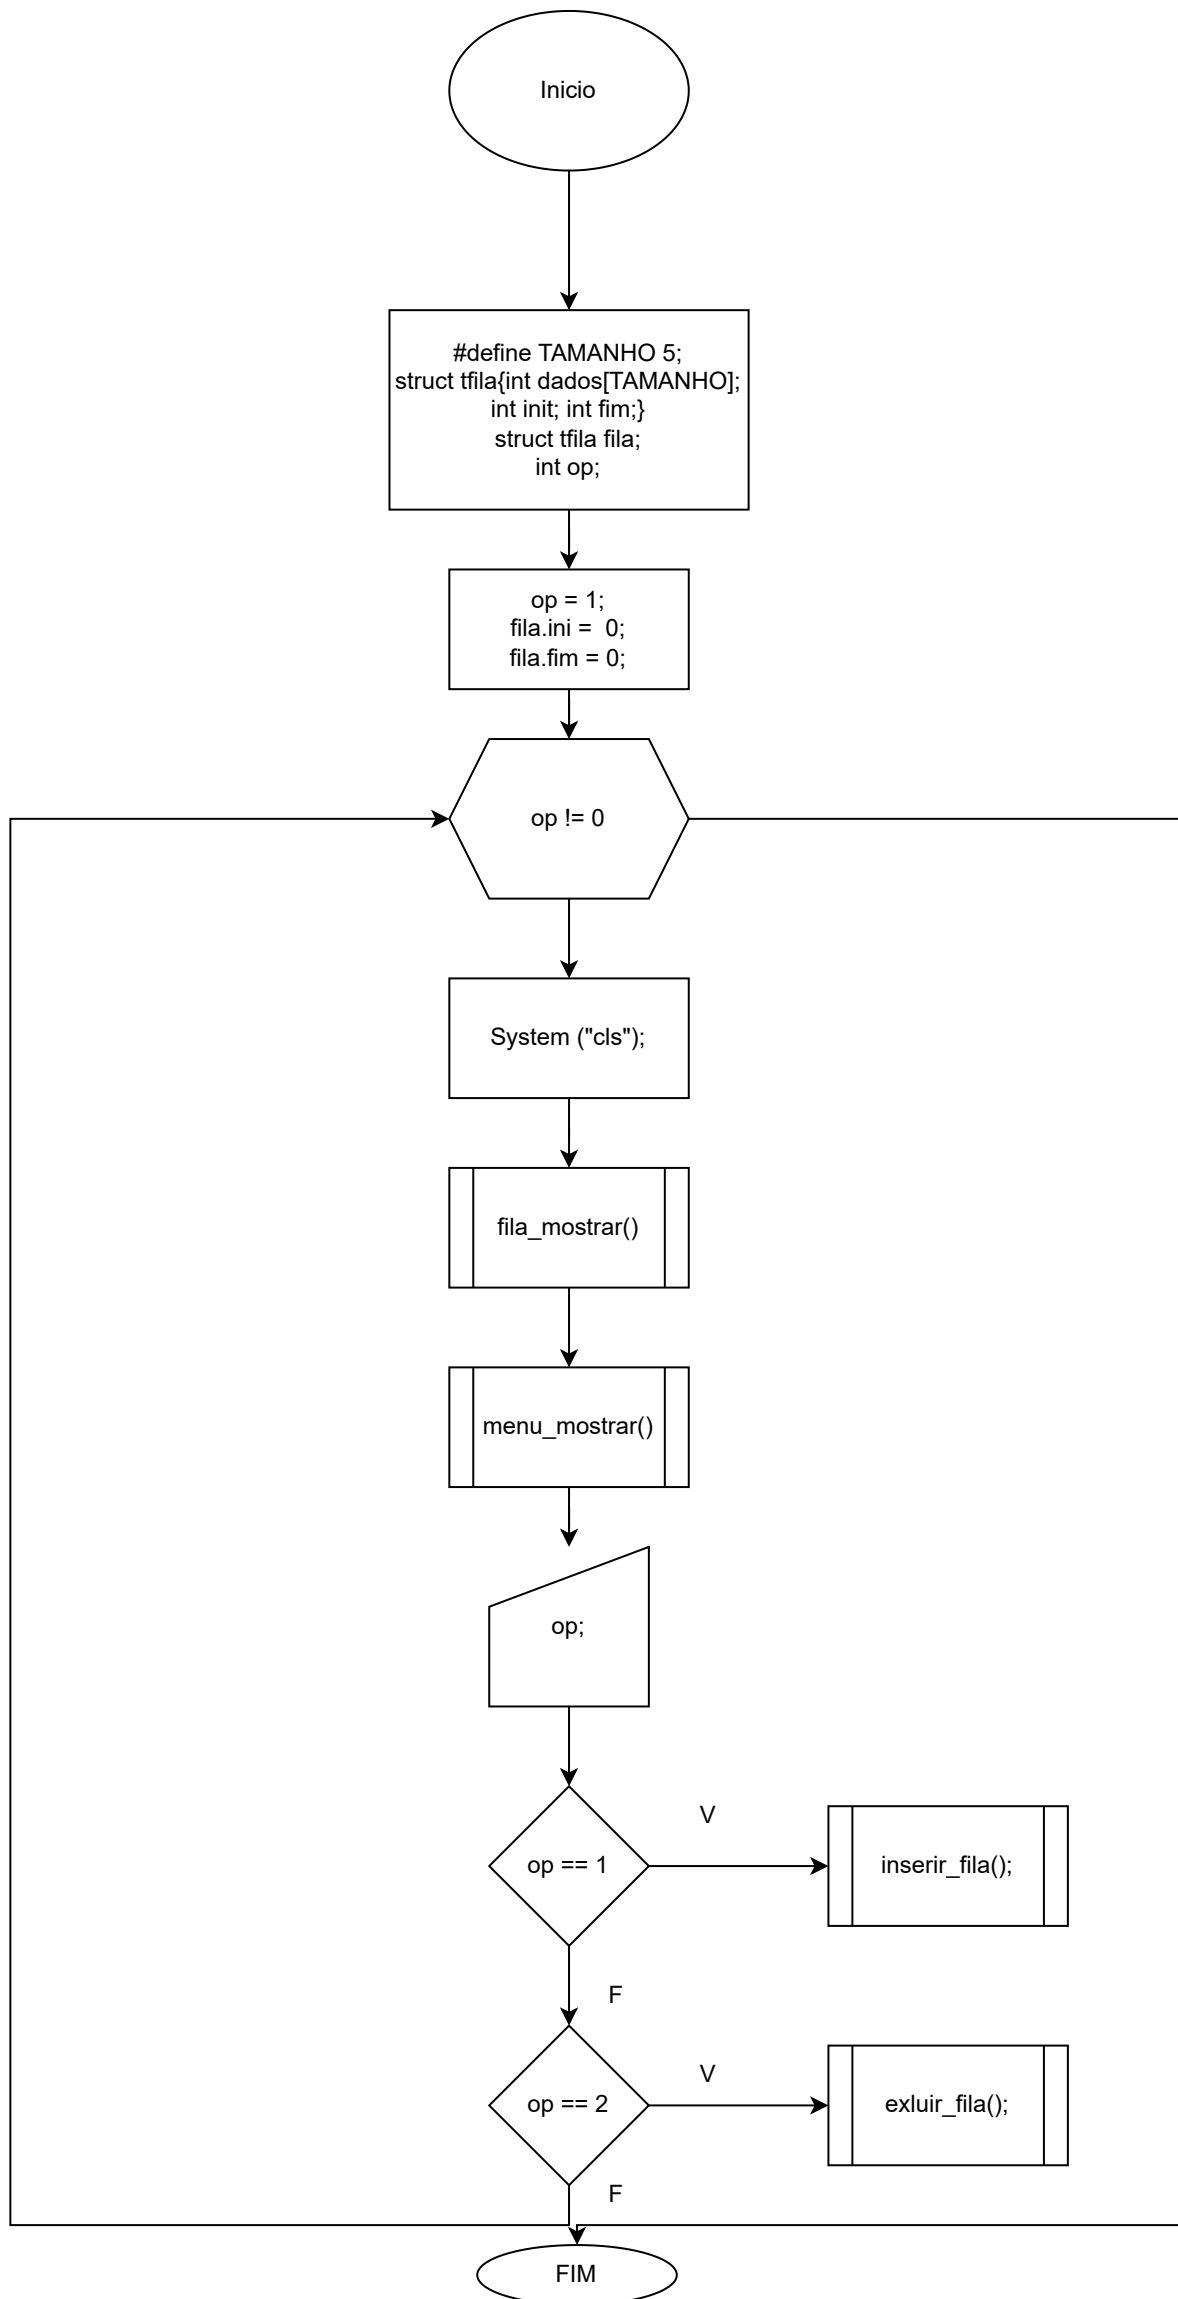 Inicio
#define TAMANHO 5;
struct tfila{int dados[TAMANHO];
int init; int fim;}
struct tfila fila;
int op;
op = 1;
fila.ini =  0;
fila.fim = 0;
op != 0
System ("cls");
fila_mostrar()
menu_mostrar()
op;
op == 1
V
inserir_fila();
F
op == 2
V
exluir_fila();
F
FIM